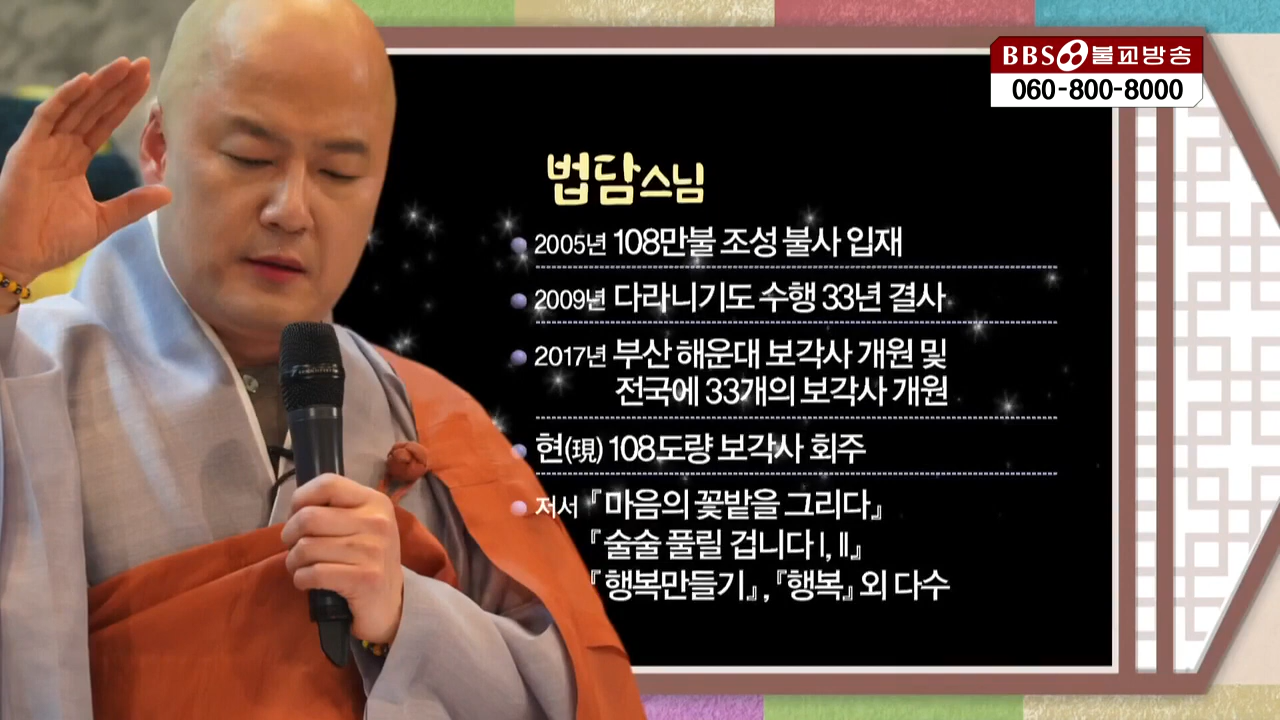 BBS 불교방송
060-800-8000
법담스님
2005년 108만불 조성 불사 입재
2009년 다라니기도 수행 33년 결사
2017년 부산 해운대 보각사 개원 및
전국에 33개의 보각사 개원
현(現) 108도량 보각사 회주
저서 『마음의 꽃밭을 그리다』
『술술 풀릴 겁니다 Ⅰ, Ⅱ』
『행복만들기』, 『행복』 외 다수